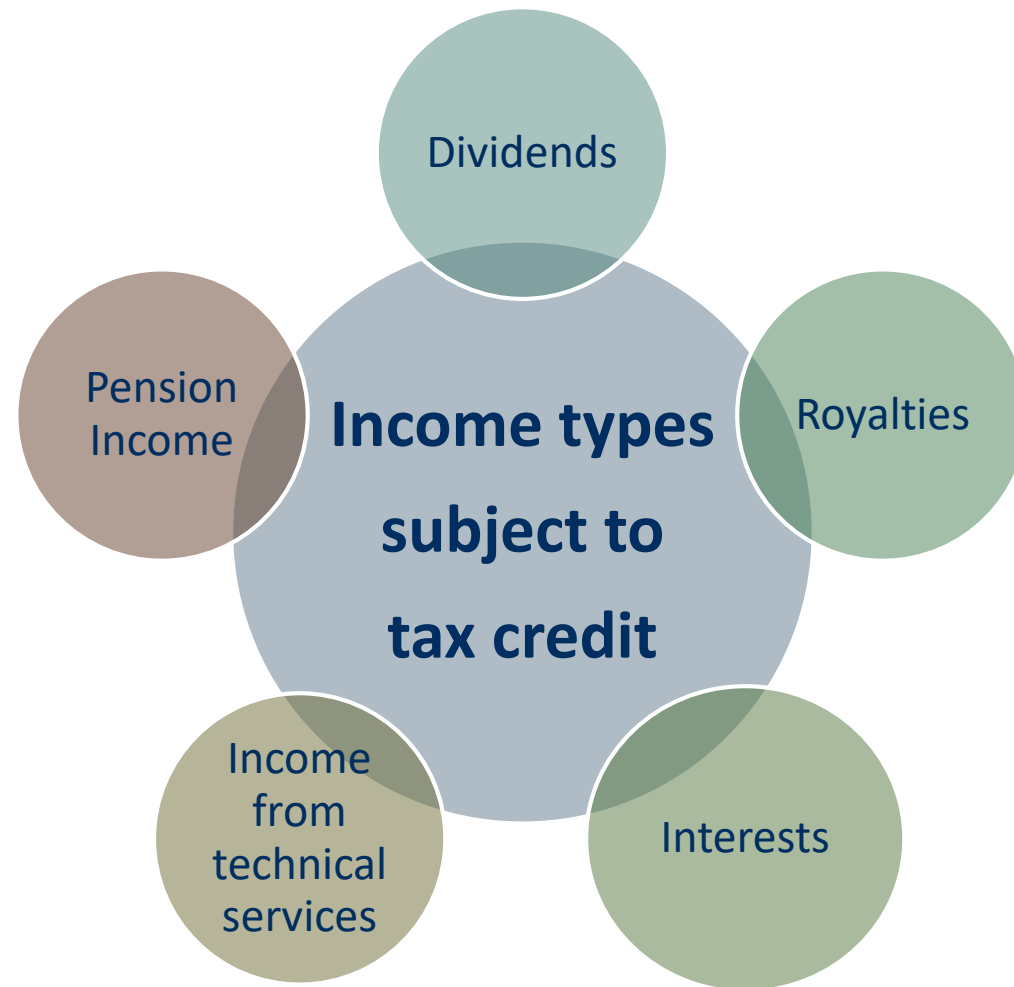 Dividends
Pension
Income
Income types
subject to
tax credit
Royalties
Income
from
technical
services
Interests